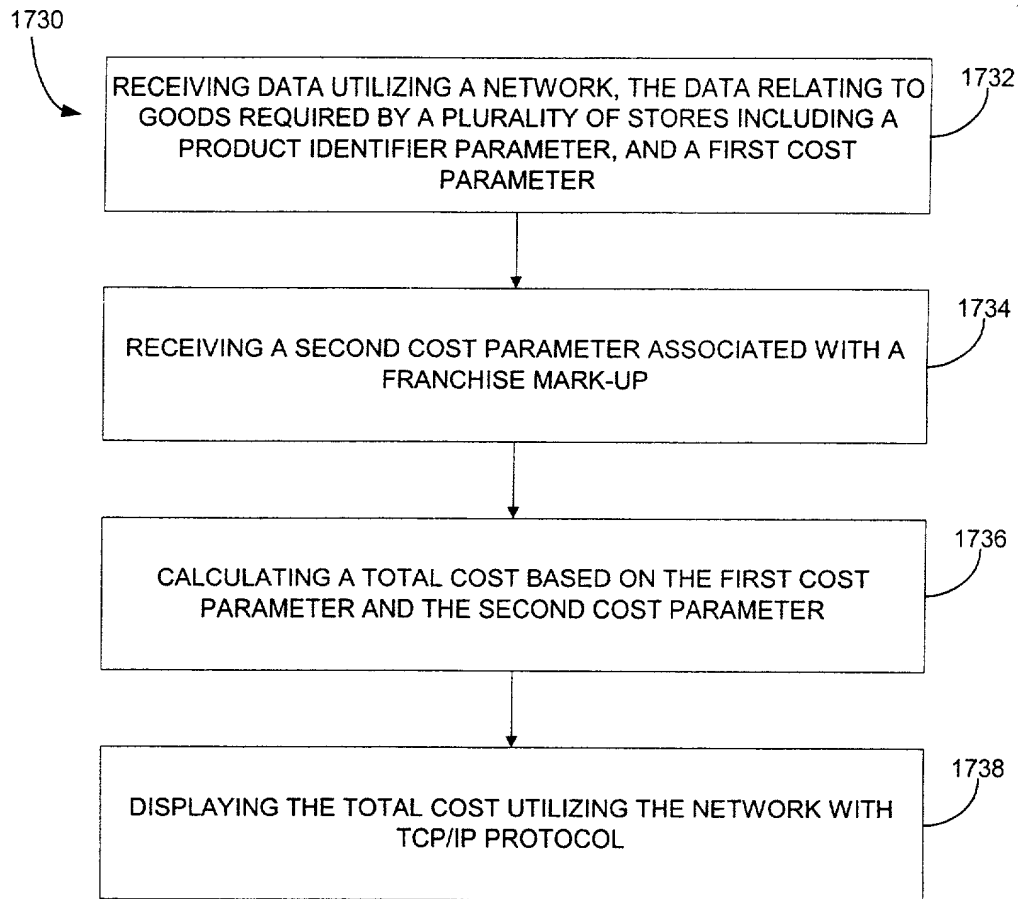 1730
1732
RECEIVING DATA UTILIZING A NETWORK, THE DATA RELATING TO
GOODS REQUIRED BY A PLURALITY OF STORES INCLUDING A
PRODUCT IDENTIFIER PARAMETER, AND A FIRST COST
PARAMETER
1734
RECEIVING A SECOND COST PARAMETER ASSOCIATED WITH A
FRANCHISE MARK-UP
1736
CALCULATING A TOTAL COST BASED ON THE FIRST COST
PARAMETER AND THE SECOND COST PARAMETER
1738
DISPLAYING THE TOTAL COST UTILIZING THE NETWORK WITH
TCP/IP PROTOCOL